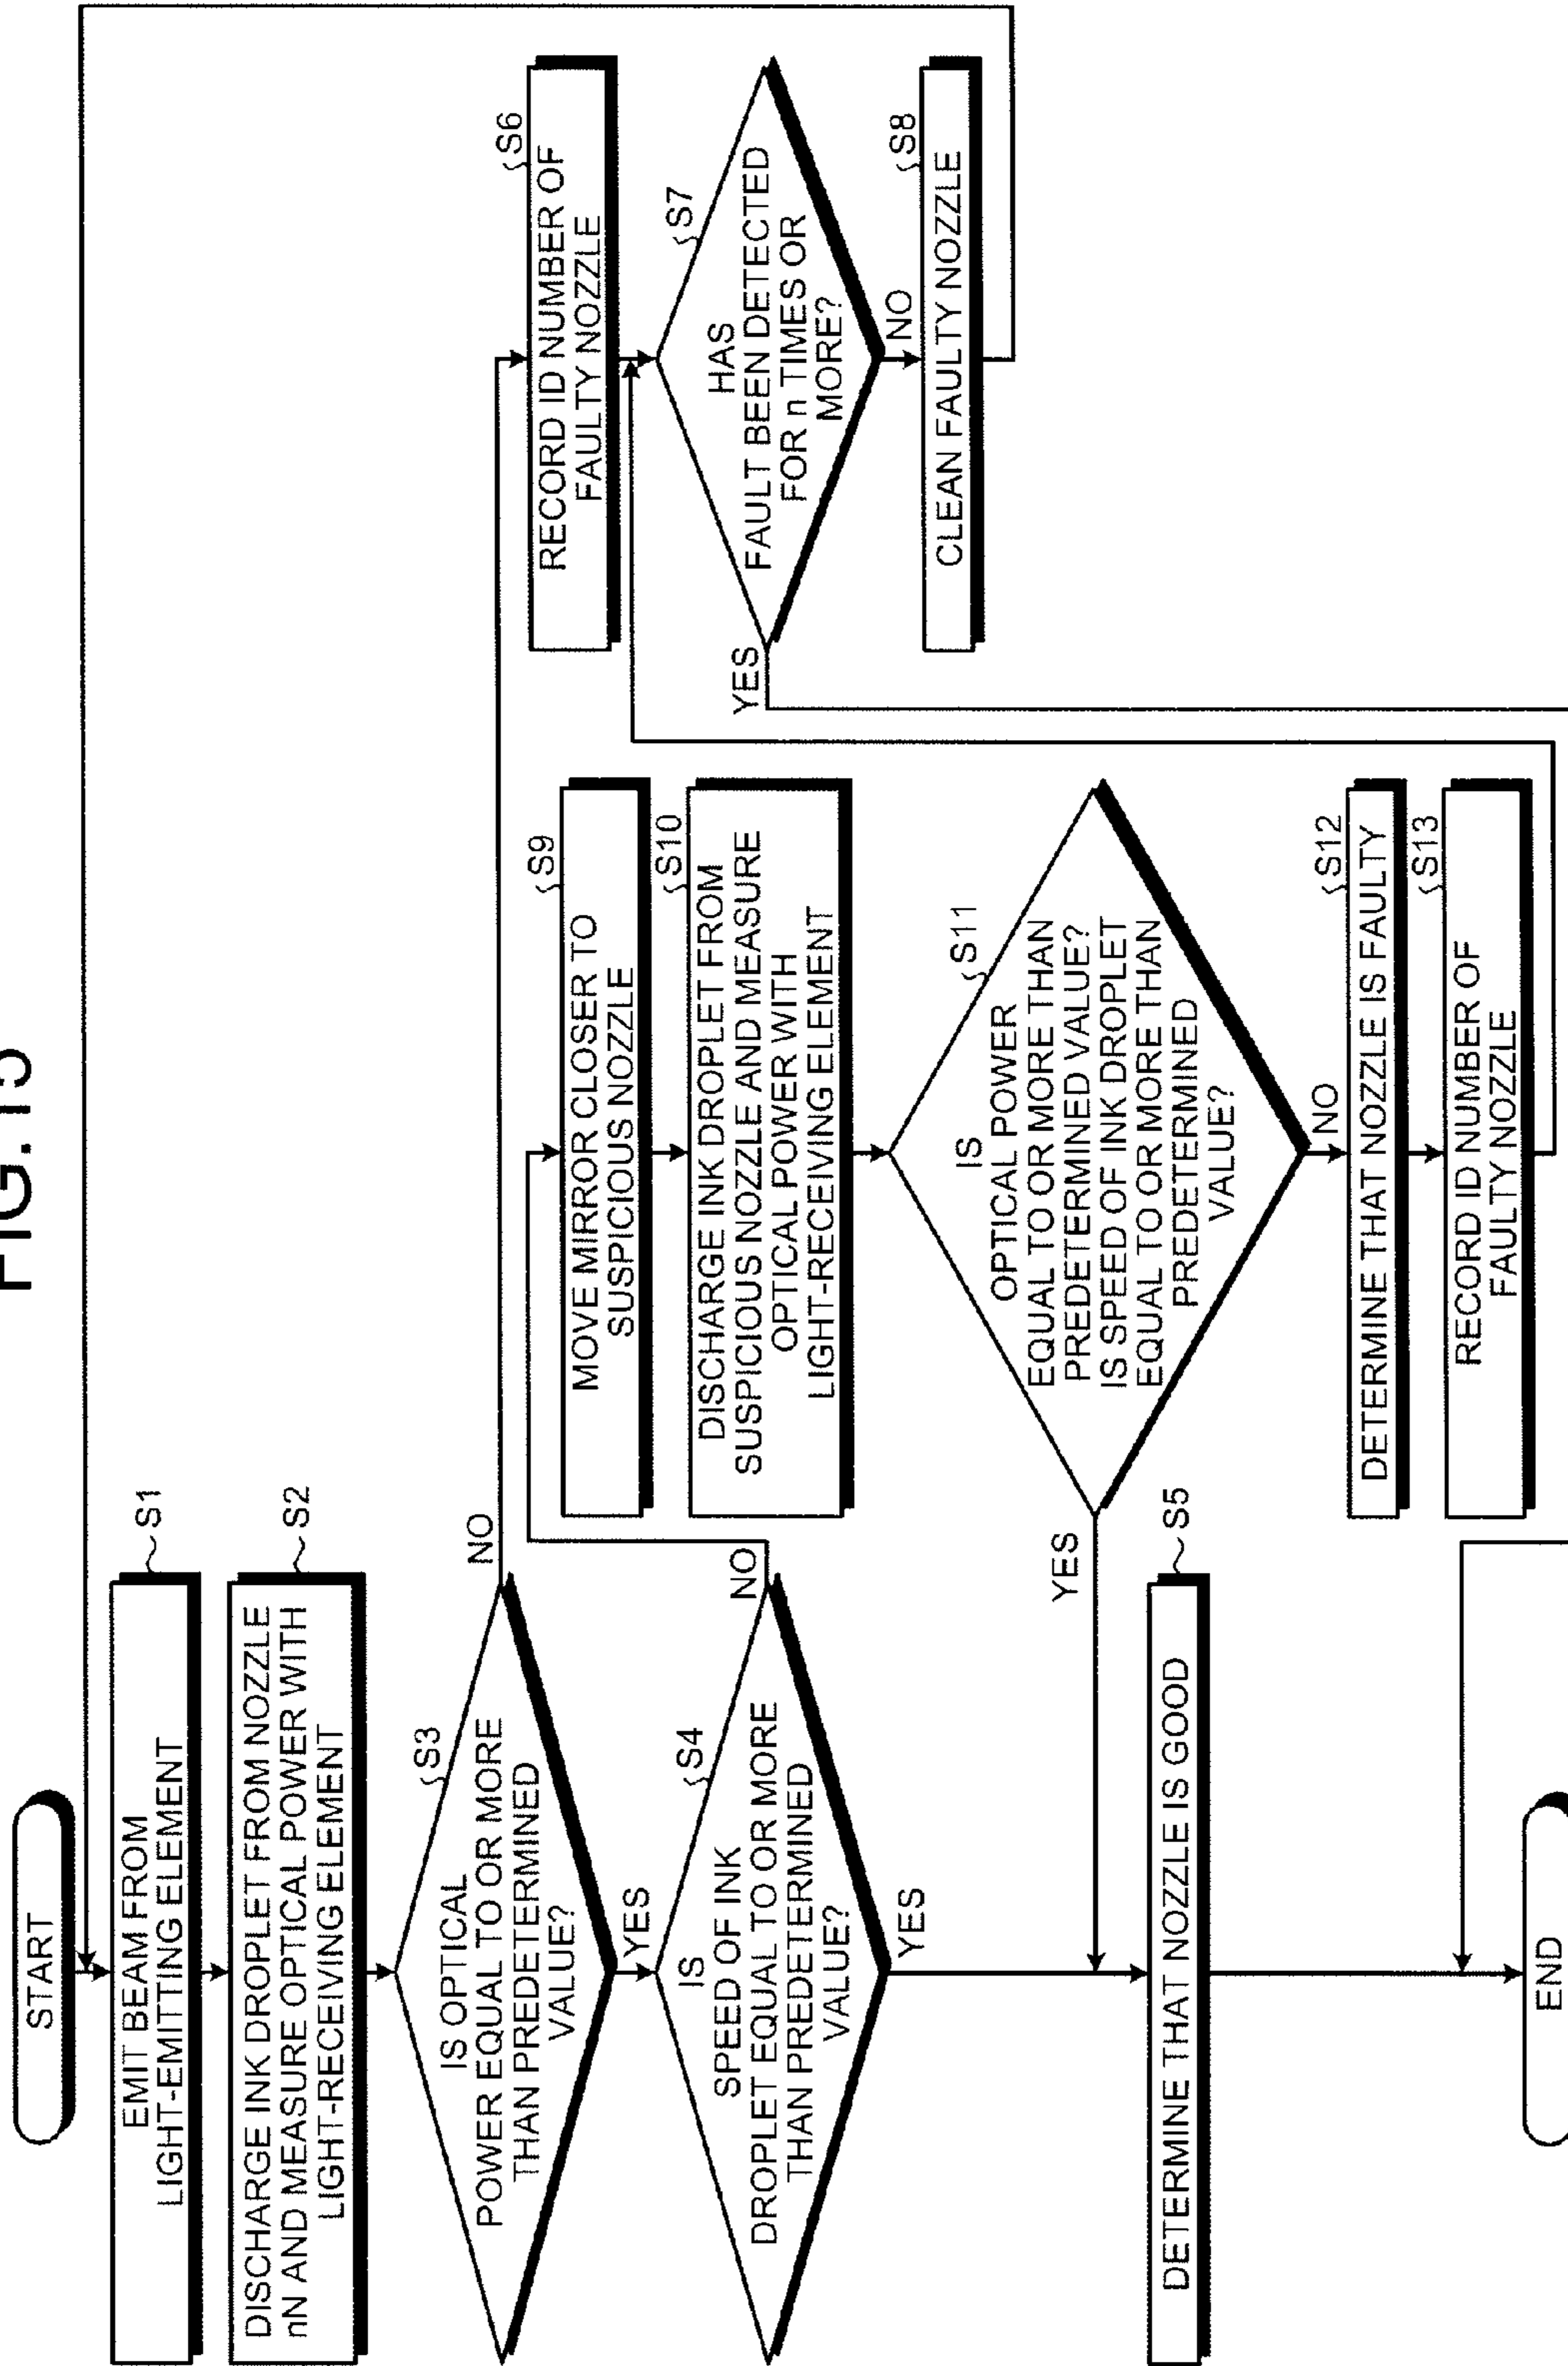 FIG.15
START
EMIT BEAM FROM
LIGHT-EMITTING ELEMENT
S1
DISCHARGE INK DROPLET FROM NOZZLE
nN AND MEASURE OPTICAL POWER WITH
LIGHT-RECEIVING ELEMENT
S2
IS OPTICAL
POWER EQUAL TO OR MORE
THAN PREDETERMINED
VALUE?
S3
NO
YES
IS
SPEED OF INK
DROPLET EQUAL TO OR MORE
THAN PREDETERMINED
VALUE?
S4
NO
YES
DETERMINE THAT NOZZLE IS GOOD
S5
END
MOVE MIRROR CLOSER TO
SUSPICIOUS NOZZLE
S9
DISCHARGE INK DROPLET FROM
SUSPICIOUS NOZZLE AND MEASURE
OPTICAL POWER WITH
LIGHT-RECEIVING ELEMENT
S10
IS
OPTICAL POWER
EQUAL TO OR MORE THAN
PREDETERMINED VALUE?
IS SPEED OF INK DROPLET
EQUAL TO OR MORE THAN
PREDETERMINED
VALUE?
S11
YES
NO
DETERMINE THAT NOZZLE IS FAULTY
S12
RECORD ID NUMBER OF
FAULTY NOZZLE
S13
RECORD ID NUMBER OF
FAULTY NOZZLE
S6
HAS
FAULT BEEN DETECTED
FOR n TIMES OR
MORE?
S7
YES
NO
CLEAN FAULTY NOZZLE
S8